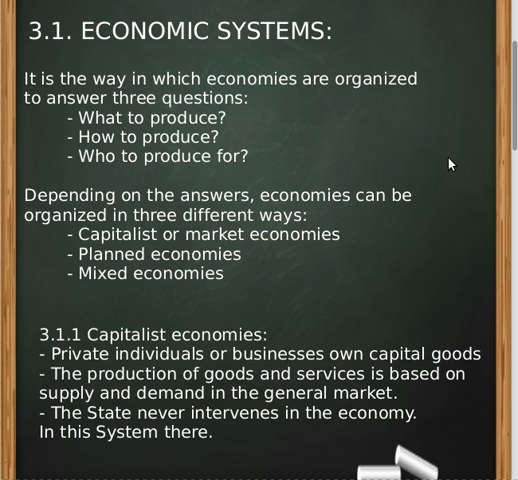 3.1. ECONOMIC SYSTEMS:
It is the way in which economies are organized
to answer three questions:
- What to produce?
- How to produce?
- Who to produce for?
Depending on the answers, economies can be
organized in three different ways:
- Capitalist or market economies
- Planned economies
- Mixed economies
3.1.1 Capitalist economies:
- Private individuals or businesses own capital goods
- The production of goods and services is based on
supply and demand in the general market.
- The State never intervenes in the economy.
In this System there.